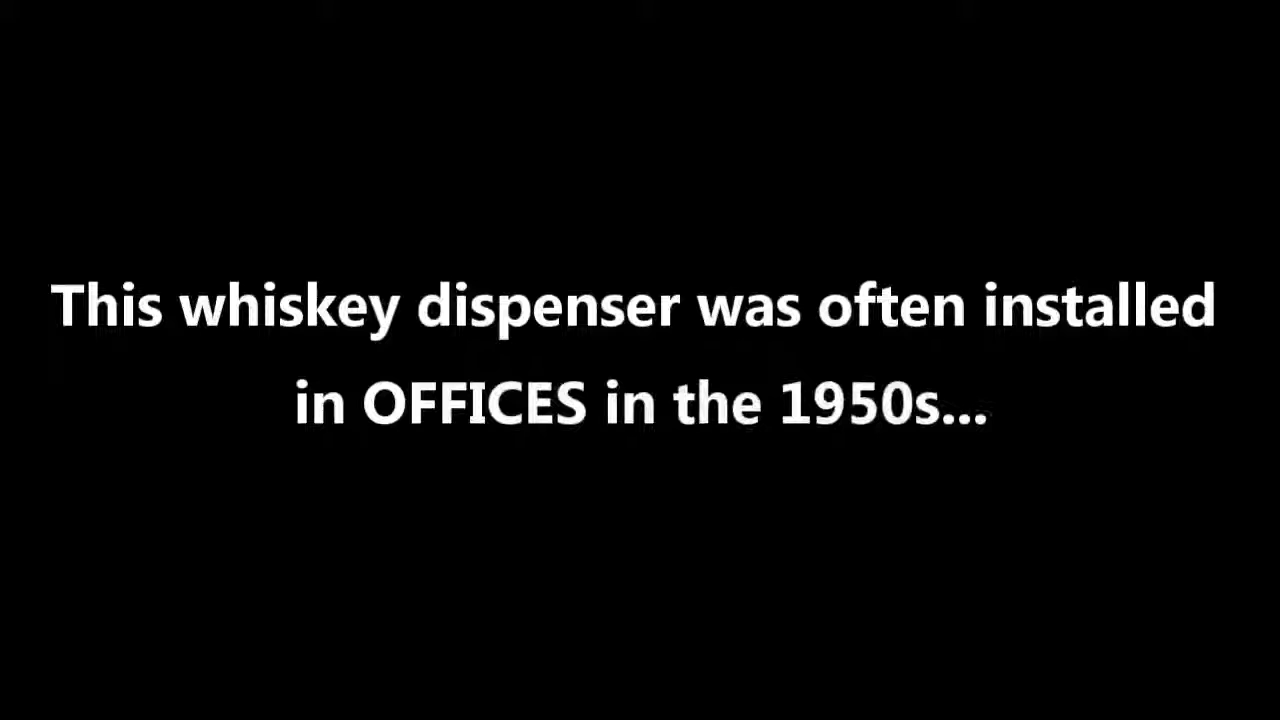 This whiskey dispenser was often installed
in OFFICES in the 1950s...